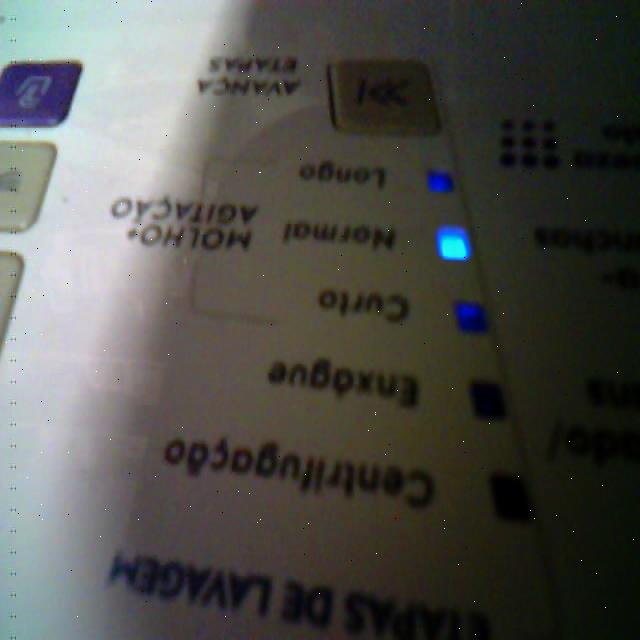 ETAPAS DE LAVAGEM
Centrifugação
Enxágue
Curto
Normal
Longo
MOLHO+
AGITAÇÃO
AVANÇA
ETAPAS